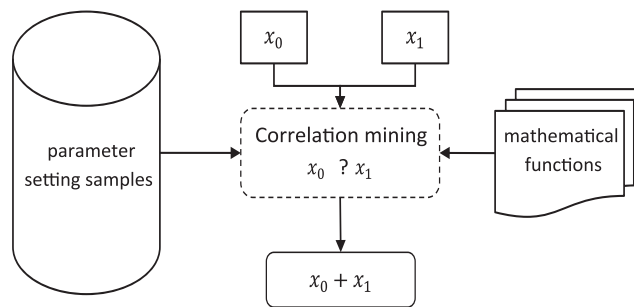 x₀
x₁
parameter
setting samples
Correlation mining
x₀ ? x₁
mathematical
functions
x₀ + x₁